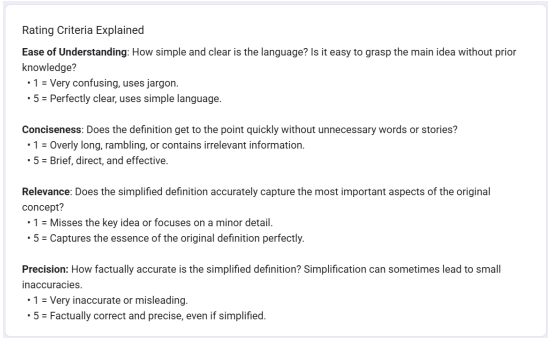 Rating Criteria Explained
Ease of Understanding: How simple and clear is the language? Is it easy to grasp the main idea without prior
knowledge?
• 1 = Very confusing, uses jargon.
• 5 = Perfectly clear, uses simple language.
Conciseness: Does the definition get to the point quickly without unnecessary words or stories?
• 1 = Overly long, rambling, or contains irrelevant information.
• 5 = Brief, direct, and effective.
Relevance: Does the simplified definition accurately capture the most important aspects of the original
concept?
• 1 = Misses the key idea or focuses on a minor detail.
• 5 = Captures the essence of the original definition perfectly.
Precision: How factually accurate is the simplified definition? Simplification can sometimes lead to small
inaccuracies.
• 1 = Very inaccurate or misleading.
• 5 = Factually correct and precise, even if simplified.